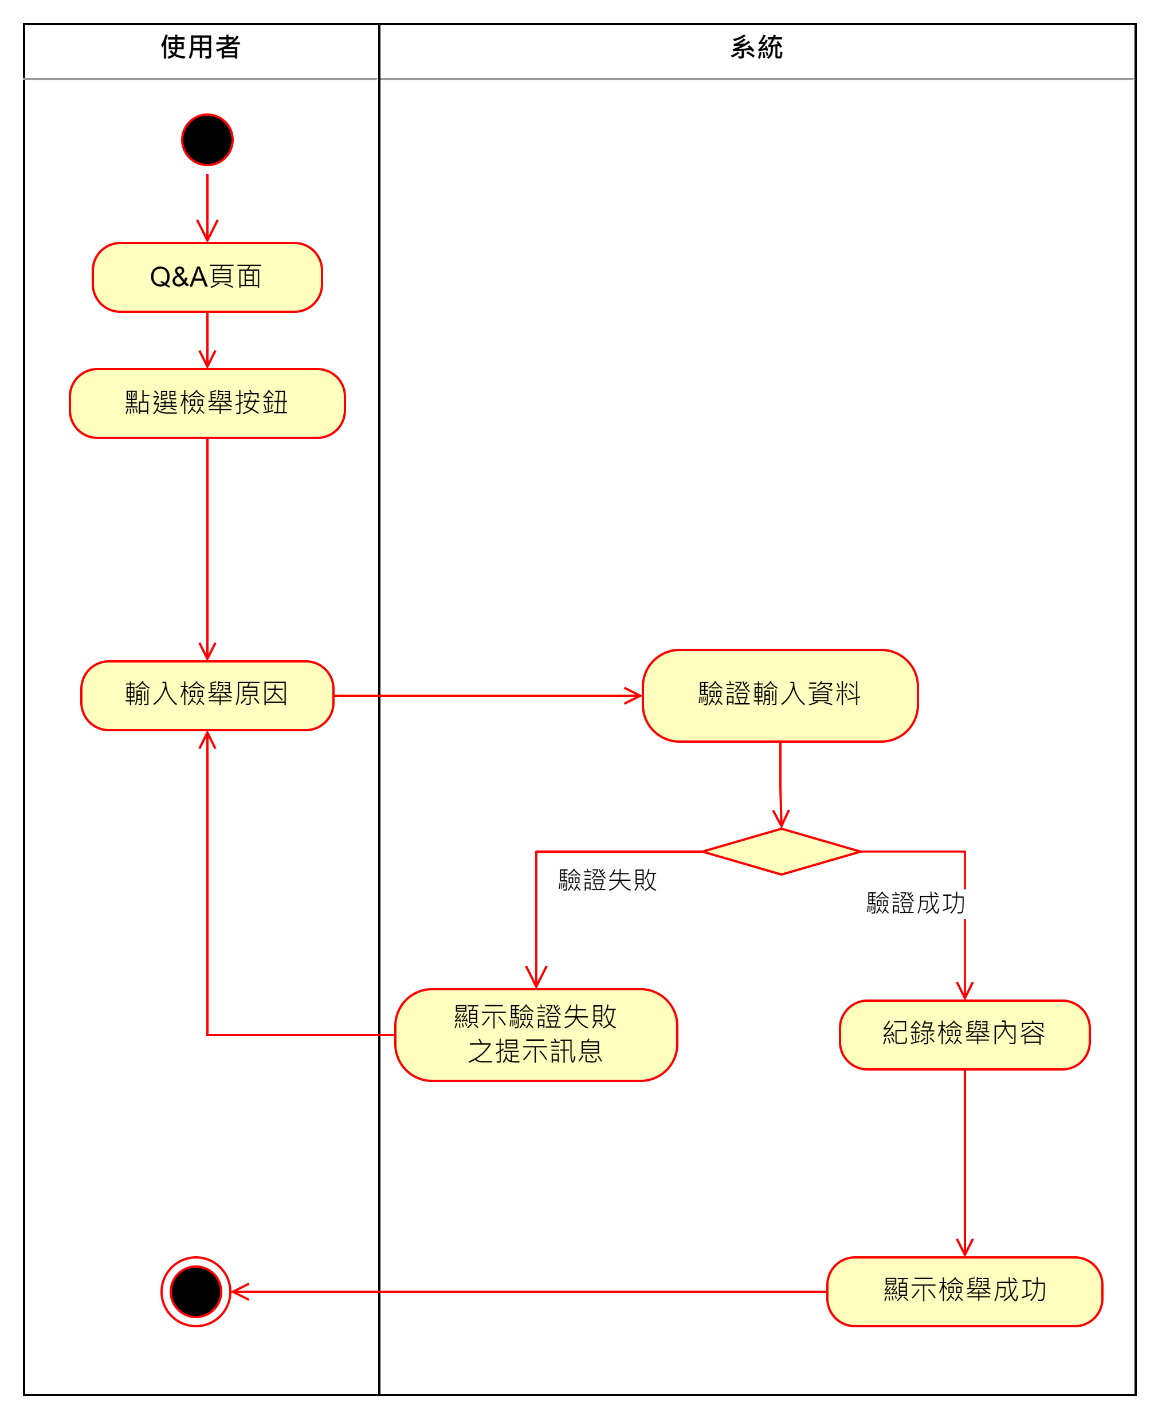 使用者
系統
Q&A頁面
點選檢舉按鈕
輸入檢舉原因
驗證輸入資料
驗證失敗
驗證成功
顯示驗證失敗
之提示訊息
紀錄檢舉內容
顯示檢舉成功